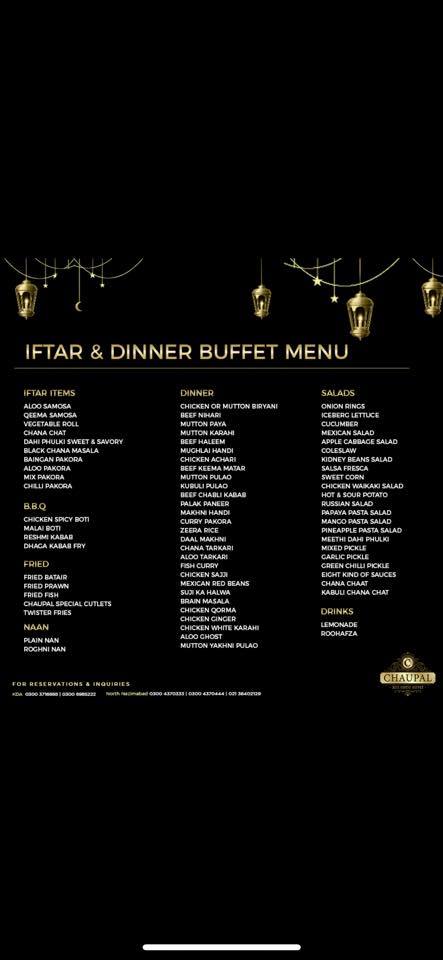 IFTAR & DINNER BUFFET MENU
IFTAR ITEMS
ALOO SAMOSA
QEEMA SAMOSA
VEGETABLE ROLL
CHANA CHAT
DAHI PHULKI SWEET & SAVORY
BLACK CHANA MASALA
BAINGAN PAKORA
ALOO PAKORA
MIX PAKORA
CHILLI PAKORA
B.B.Q
CHICKEN SPICY BOTI
MALAI BOTI
RESHMI KABAB
DHAGA KABAB FRY
FRIED
FRIED BATAIR
FRIED PRAWN
FRIED FISH
CHAUPAL SPECIAL CUTLETS
TWISTER FRIES
NAAN
PLAIN NAN
ROGHNI NAN
DINNER
CHICKEN OR MUTTON BIRYANI
BEEF NIHARI
MUTTON PAYA
MUTTON KARAHI
BEEF HALEEM
MUGHLAI HANDI
CHICKEN ACHARI
BEEF KEEMA MATAR
MUTTON PULAO
KUBULI PULAO
BEEF CHABLI KABAB
PALAK PANEER
MAKHNI HANDI
CURRY PAKORA
ZEERA RICE
DAAL MAKHNI
CHANA TARKARI
ALOO TARKARI
FISH CURRY
CHICKEN SAJJI
MEXICAN RED BEANS
SUJI KA HALWA
BRAIN MASALA
CHICKEN QORMA
CHICKEN GINGER
CHICKEN WHITE KARAHI
ALOO GHOST
MUTTON YAKHNI PULAO
SALADS
ONION RINGS
ICEBERG LETTUCE
CUCUMBER
MEXICAN SALAD
APPLE CABBAGE SALAD
COLESLAW
KIDNEY BEANS SALAD
SALSA FRESCA
SWEET CORN
CHICKEN WAIKAKI SALAD
HOT & SOUR POTATO
RUSSIAN SALAD
PAPAYA PASTA SALAD
MANGO PASTA SALAD
PINEAPPLE PASTA SALAD
MEETHI DAHI PHULKI
MIXED PICKLE
GARLIC PICKLE
GREEN CHILLI PICKLE
EIGHT KIND OF SAUCES
CHANA CHAAT
KABULI CHANA CHAT
DRINKS
LEMONADE
ROOHAFZA
FOR RESERVATIONS & INQUIRIES
KDA North Nazimabad 0300 4370333 | 0300 4370444 | 021 36402129
CHAUPAL